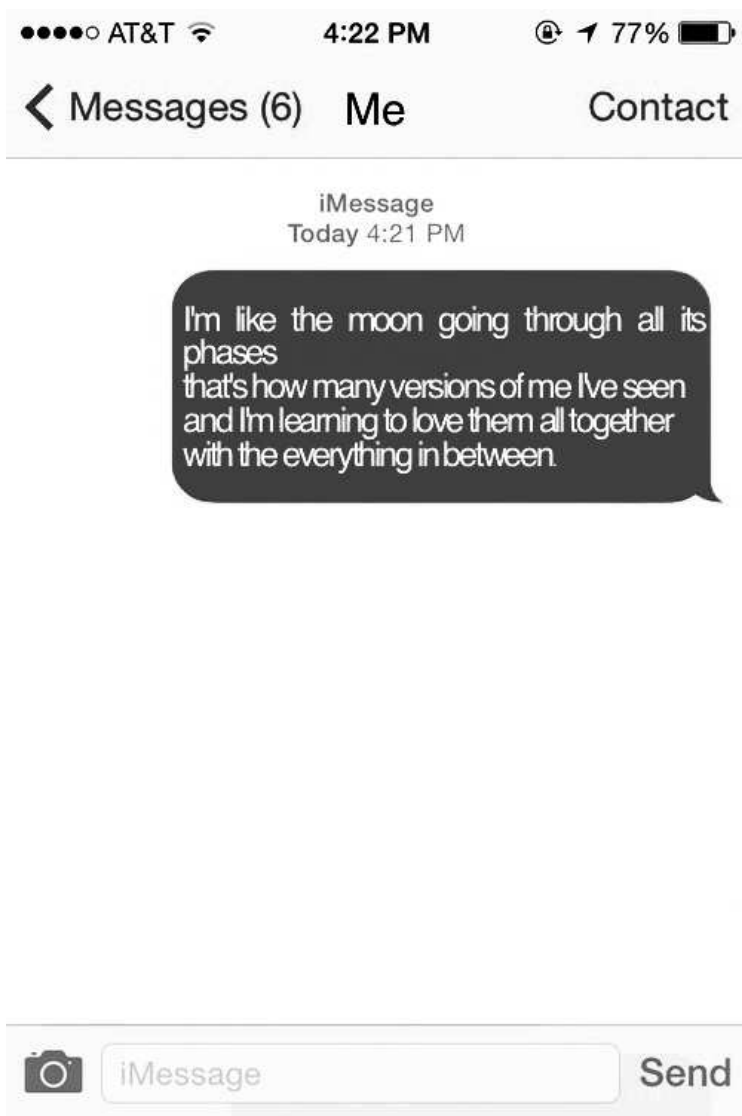 AT&T 4:22 PM 77%
Messages (6) Me Contact
iMessage
Today 4:21 PM
I'm like the moon going through all its
phases
that's how many versions of me I've seen
and I'm learning to love them all together
with the everything in between.
iMessage Send